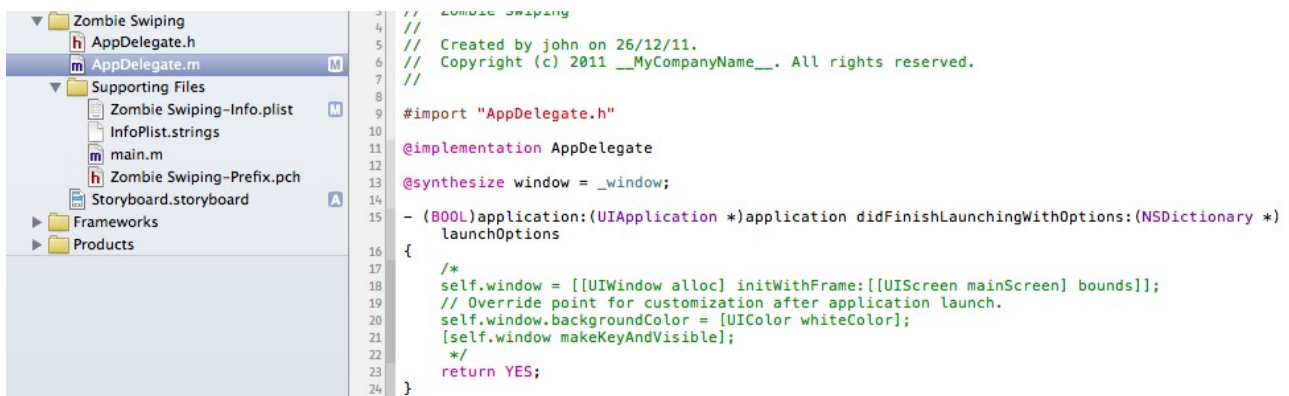 Zombie Swiping
AppDelegate.h
AppDelegate.m M
Supporting Files
Zombie Swiping-Info.plist M
InfoPlist.strings
main.m
Zombie Swiping-Prefix.pch
Storyboard.storyboard A
Frameworks
Products
3 // Zombie Swiping
4 //
5 // Created by john on 26/12/11.
6 // Copyright (c) 2011 __MyCompanyName__. All rights reserved.
7 //
8
9 #import "AppDelegate.h"
10
11 @implementation AppDelegate
12
13 @synthesize window = _window;
14
15 - (BOOL)application:(UIApplication *)application didFinishLaunchingWithOptions:(NSDictionary *)
launchOptions
16 {
17 /*
18 self.window = [[UIWindow alloc] initWithFrame:[[UIScreen mainScreen] bounds]];
19 // Override point for customization after application launch.
20 self.window.backgroundColor = [UIColor whiteColor];
21 [self.window makeKeyAndVisible];
22 */
23 return YES;
24 }